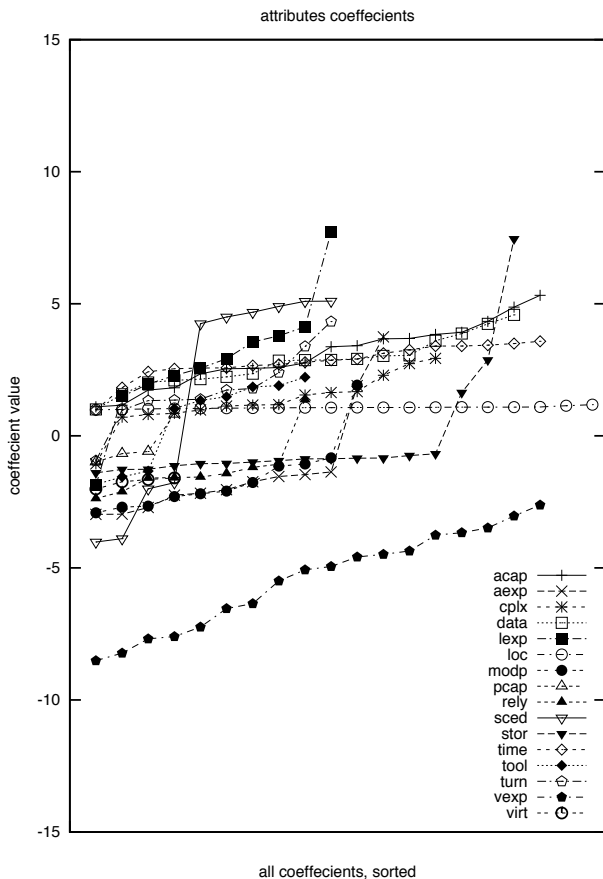 attributes coeffecients
15
10
5
0
-5
-10
-15
coeffecient value
acap
aexp
cplx
data
lexp
loc
modp
pcap
rely
sced
stor
time
tool
turn
vexp
virt
all coeffecients, sorted